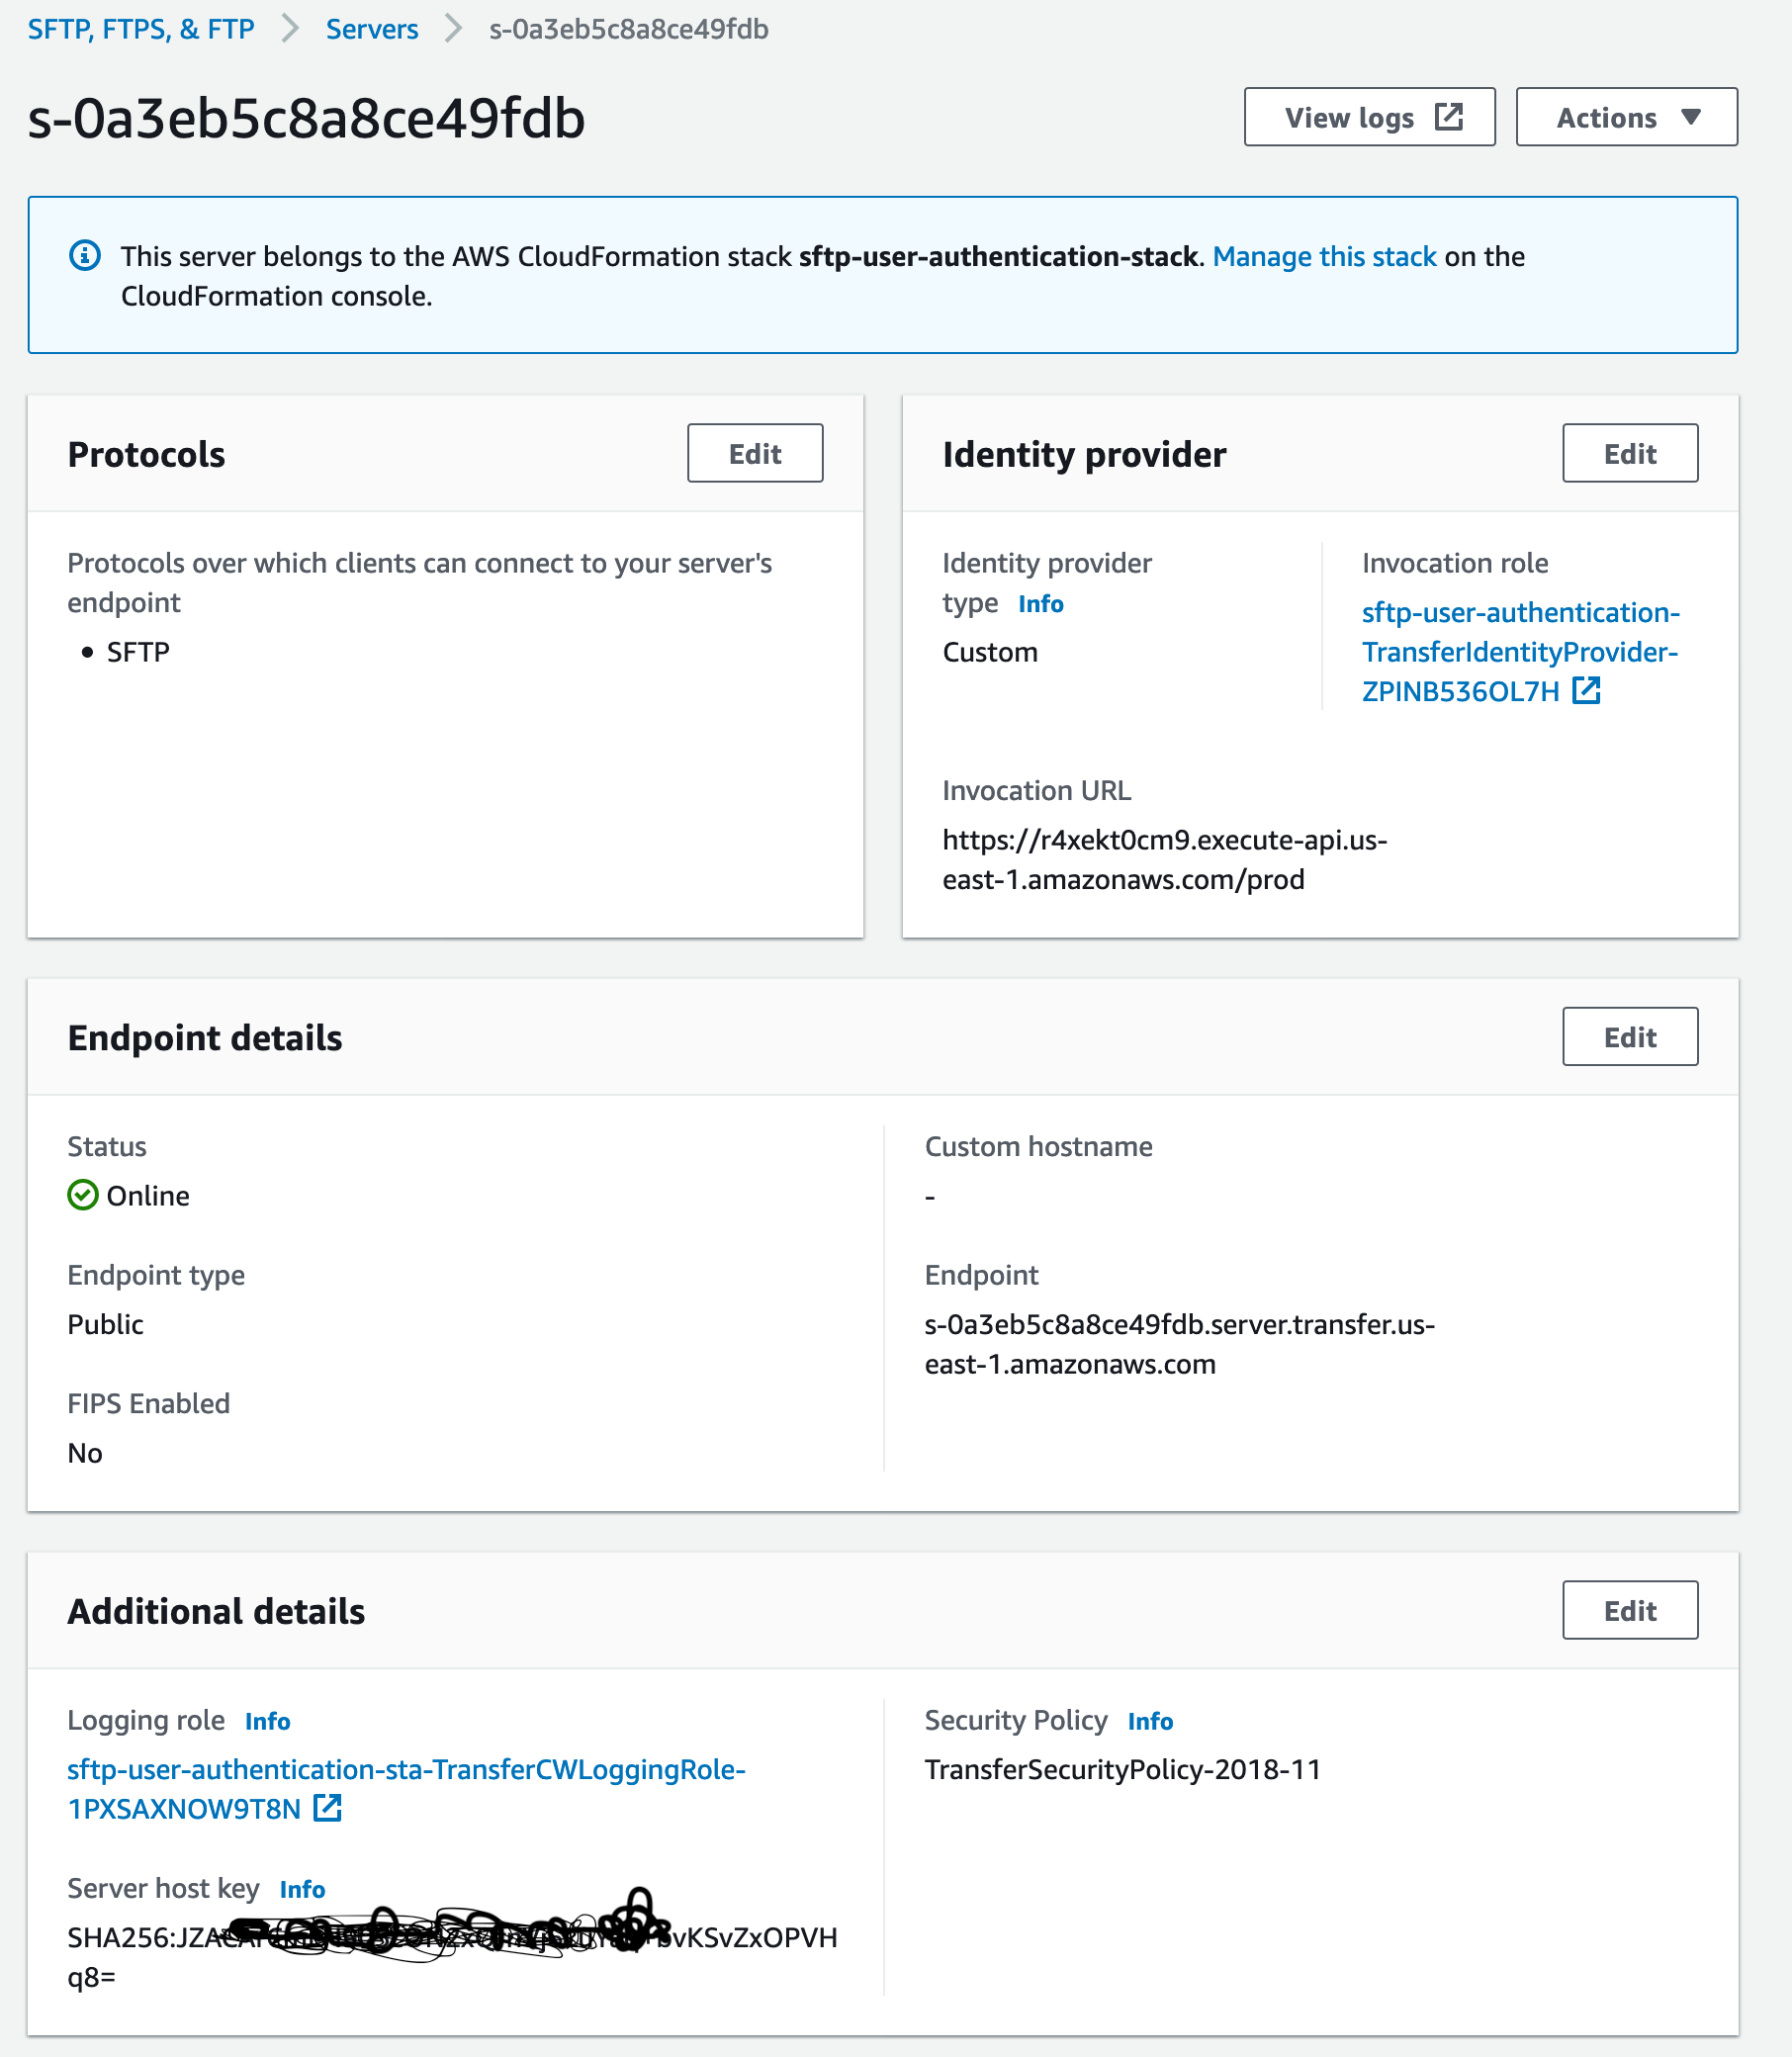 SFTP, FTPS, & FTP > Servers > s-0a3eb5c8a8ce49fdb
s-0a3eb5c8a8ce49fdb
View logs
Actions
This server belongs to the AWS CloudFormation stack sftp-user-authentication-stack. Manage this stack on the
CloudFormation console.
Protocols
Edit
Protocols over which clients can connect to your server's
endpoint
• SFTP
Identity provider
Edit
Identity provider
type Info
Custom
Invocation role
sftp-user-authentication-
TransferIdentityProvider-
ZPINB536OL7H
Invocation URL
https://r4xekt0cm9.execute-api.us-
east-1.amazonaws.com/prod
Endpoint details
Edit
Status
Online
Endpoint type
Public
FIPS Enabled
No
Custom hostname
-
Endpoint
s-0a3eb5c8a8ce49fdb.server.transfer.us-
east-1.amazonaws.com
Additional details
Edit
Logging role Info
sftp-user-authentication-sta-TransferCWLoggingRole-
1PXSAXNOW9T8N
Server host key Info
SHA256:JZA vKSvZxOPVH
q8=
Security Policy Info
TransferSecurityPolicy-2018-11